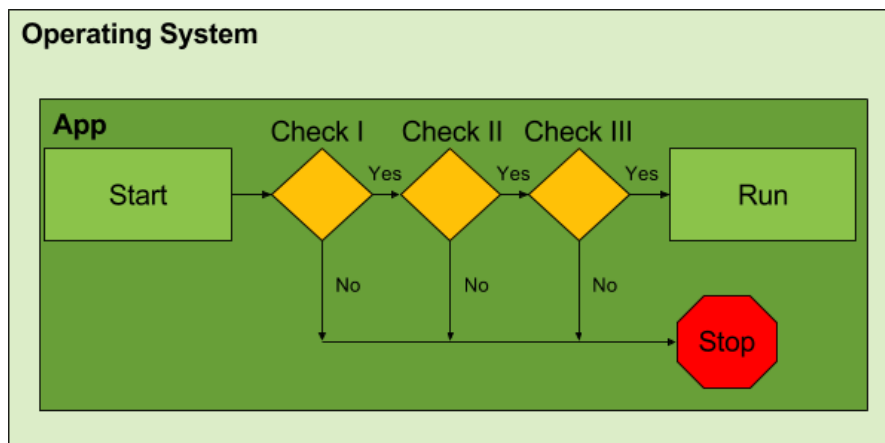 Operating System
App
Check I
Check II
Check III
Start
Yes
Yes
Yes
Run
No
No
No
Stop